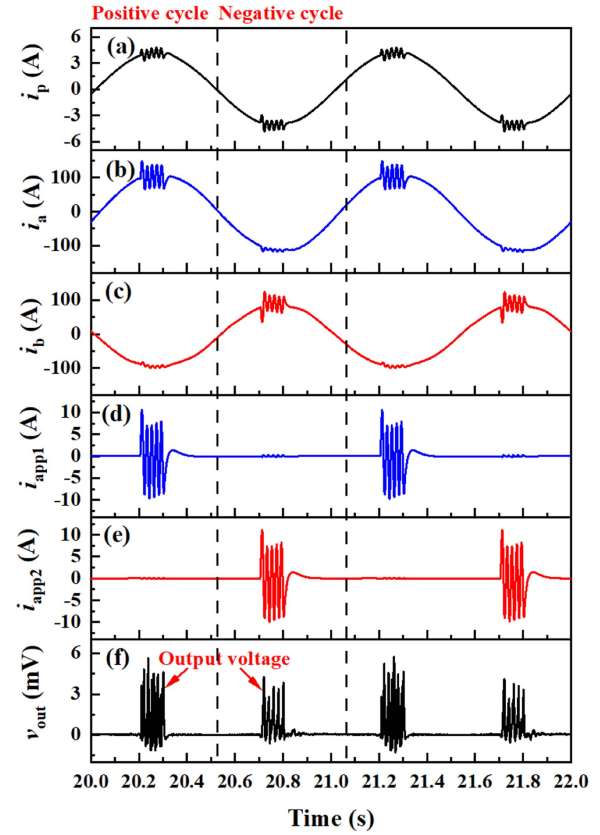 Positive cycle Negative cycle
(a)
6
3
0
-3
-6
i_p (A)
(b)
100
0
-100
i_a (A)
(c)
100
0
-100
i_b (A)
(d)
10
5
0
-5
-10
i_app1 (A)
(e)
10
5
0
-5
-10
i_app2 (A)
(f)
Output voltage
6
3
0
v_out (mV)
20.0 20.2 20.4 20.6 20.8 21.0 21.2 21.4 21.6 21.8 22.0
Time (s)